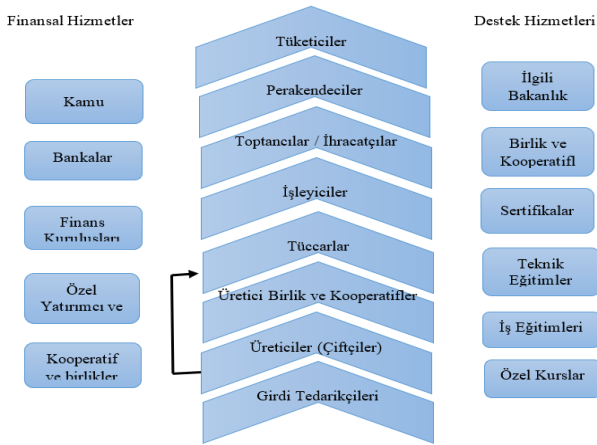 Finansal Hizmetler
Kamu
Bankalar
Finans
Kuruluşları
Özel
Yatırımcı ve
Kooperatif
ve birlikler
Tüketiciler
Perakendeciler
Toptancılar / İhracatçılar
İşleyiciler
Tüccarlar
Üretici Birlik ve Kooperatifler
Üreticiler (Çiftçiler)
Girdi Tedarikçileri
Destek Hizmetleri
İlgili
Bakanlık
Birlik ve
Kooperatifl
Sertifikalar
Teknik
Eğitimler
İş Eğitimleri
Özel Kurslar